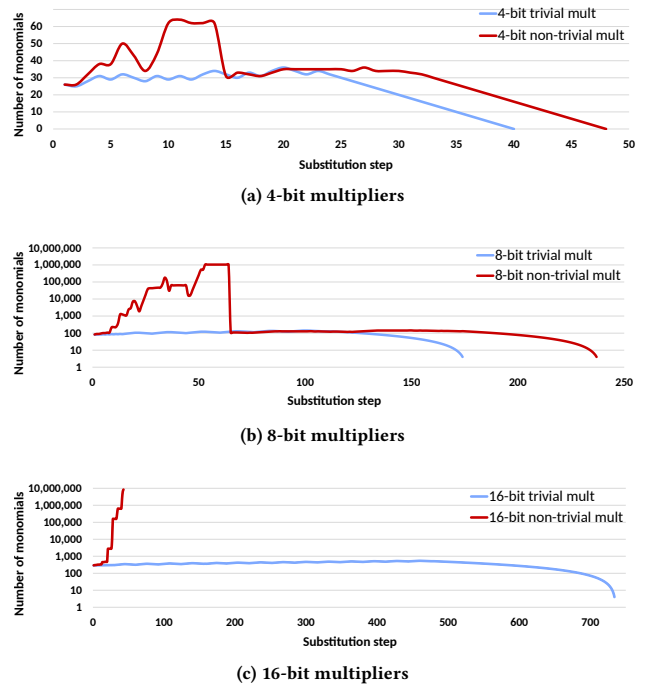 4-bit trivial mult
4-bit non-trivial mult
Number of monomials
60
50
40
30
20
10
0
0 5 10 15 20 25 30 35 40 45 50
Substitution step
(a) 4-bit multipliers
8-bit trivial mult
8-bit non-trivial mult
Number of monomials
10,000,000
1,000,000
100,000
10,000
1,000
100
10
1
0 50 100 150 200 250
Substitution step
(b) 8-bit multipliers
16-bit trivial mult
16-bit non-trivial mult
Number of monomials
10,000,000
1,000,000
100,000
10,000
1,000
100
10
1
0 100 200 300 400 500 600 700
Substitution step
(c) 16-bit multipliers